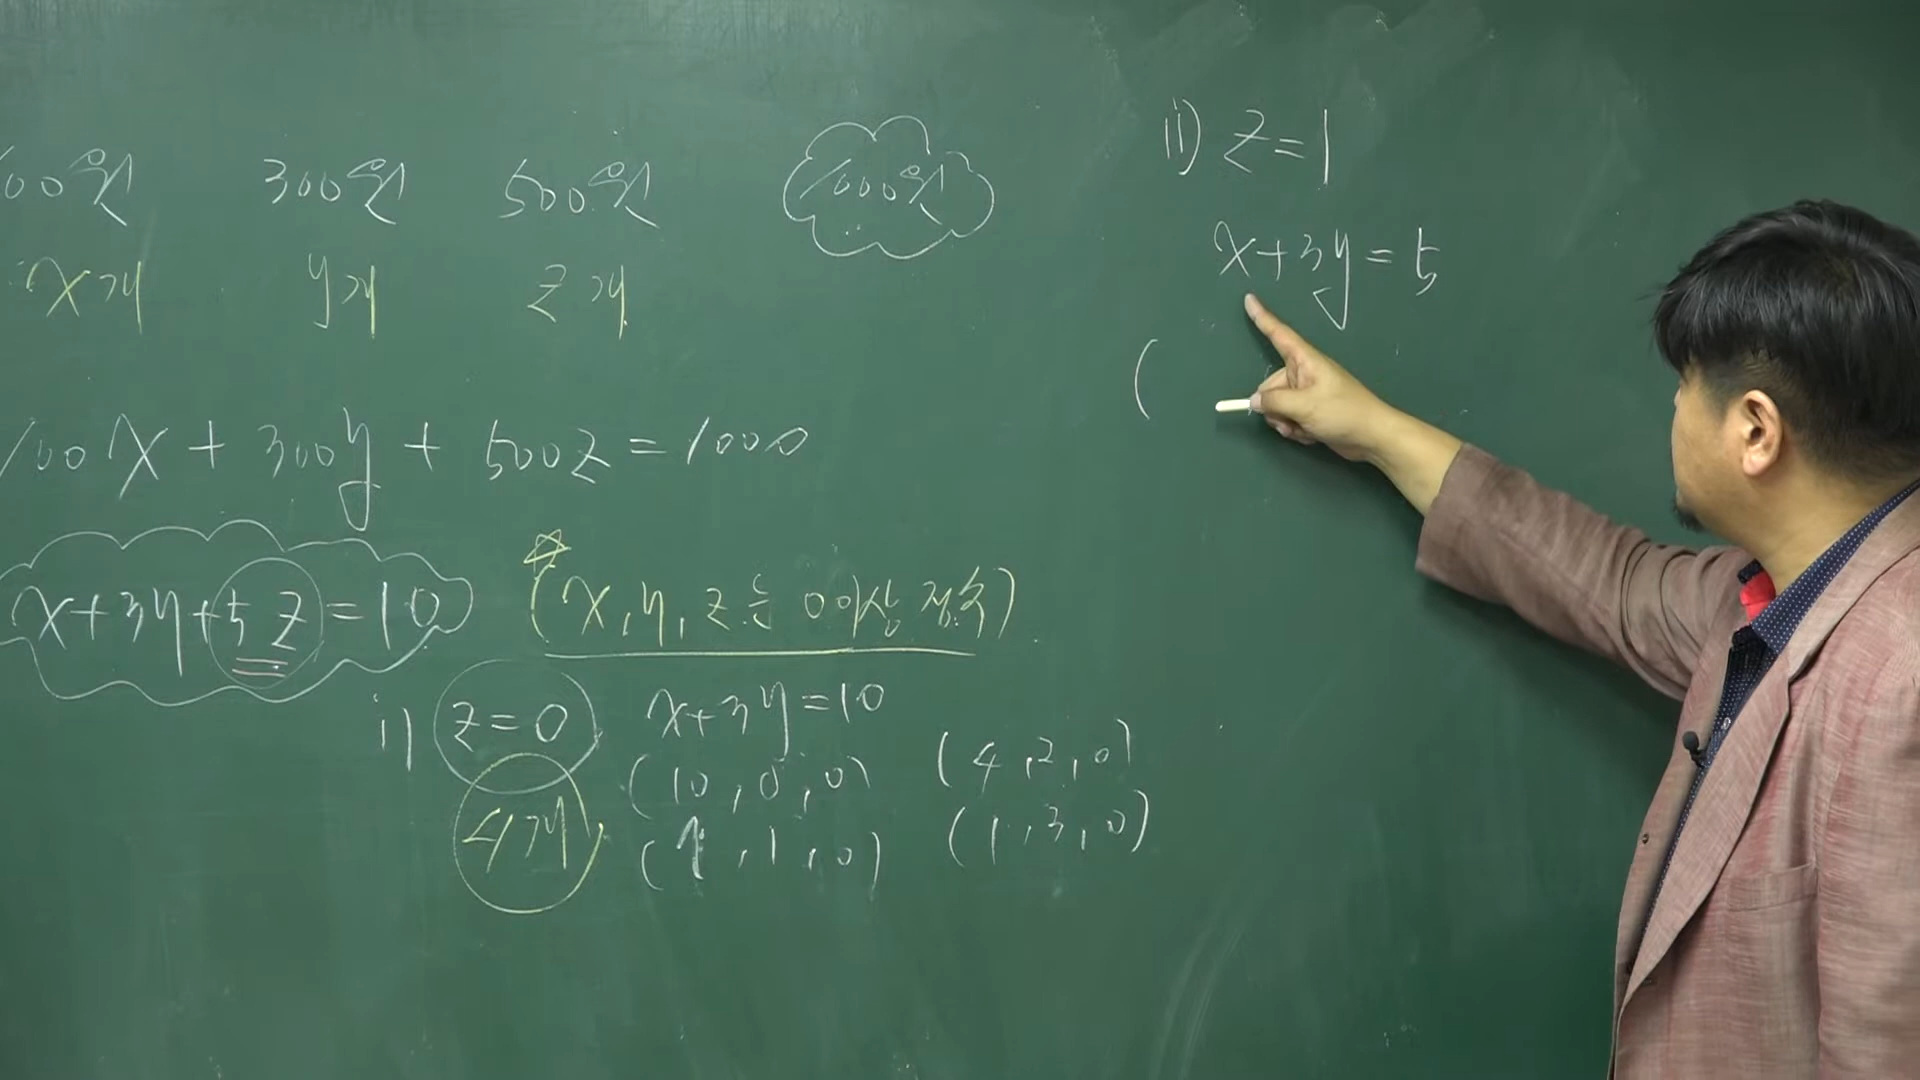 00원 300원 500원 1000원
x개 y개 z개
100x + 300y + 500z = 1000
x+3y+5z=10
(x, y, z는 0이상 정수)
i) z=0 x+3y=10
4개 (10, 0, 0) (4, 2, 0)
(7, 1, 0) (1, 3, 0)
ii) z=1
x+3y=5
(